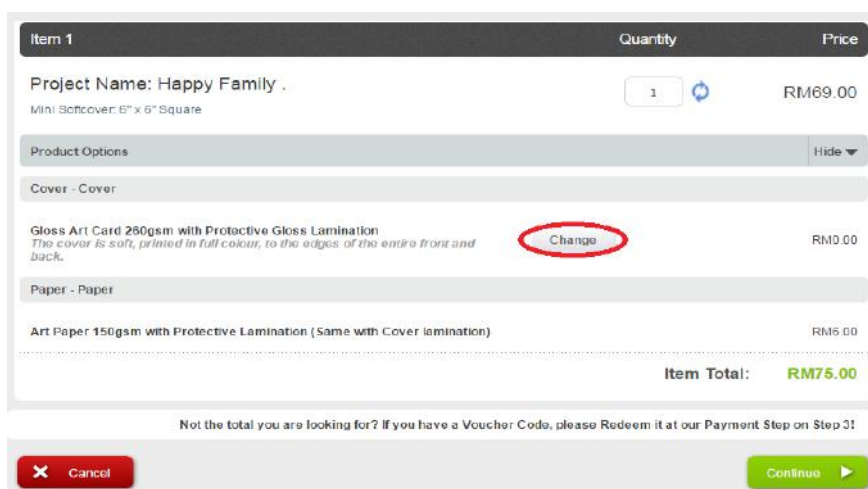 Item 1 Quantity Price
Project Name: Happy Family .
Mini Softcover: 6" x 6" Square
1
RM69.00
Product Options Hide
Cover - Cover
Gloss Art Card 260gsm with Protective Gloss Lamination
The cover is soft, printed in full colour, to the edges of the entire front and
back.
Change
RM0.00
Paper - Paper
Art Paper 150gsm with Protective Lamination (Same with Cover lamination) RM6.00
Item Total: RM75.00
Not the total you are looking for? If you have a Voucher Code, please Redeem it at our Payment Step on Step 3!
Cancel Continue